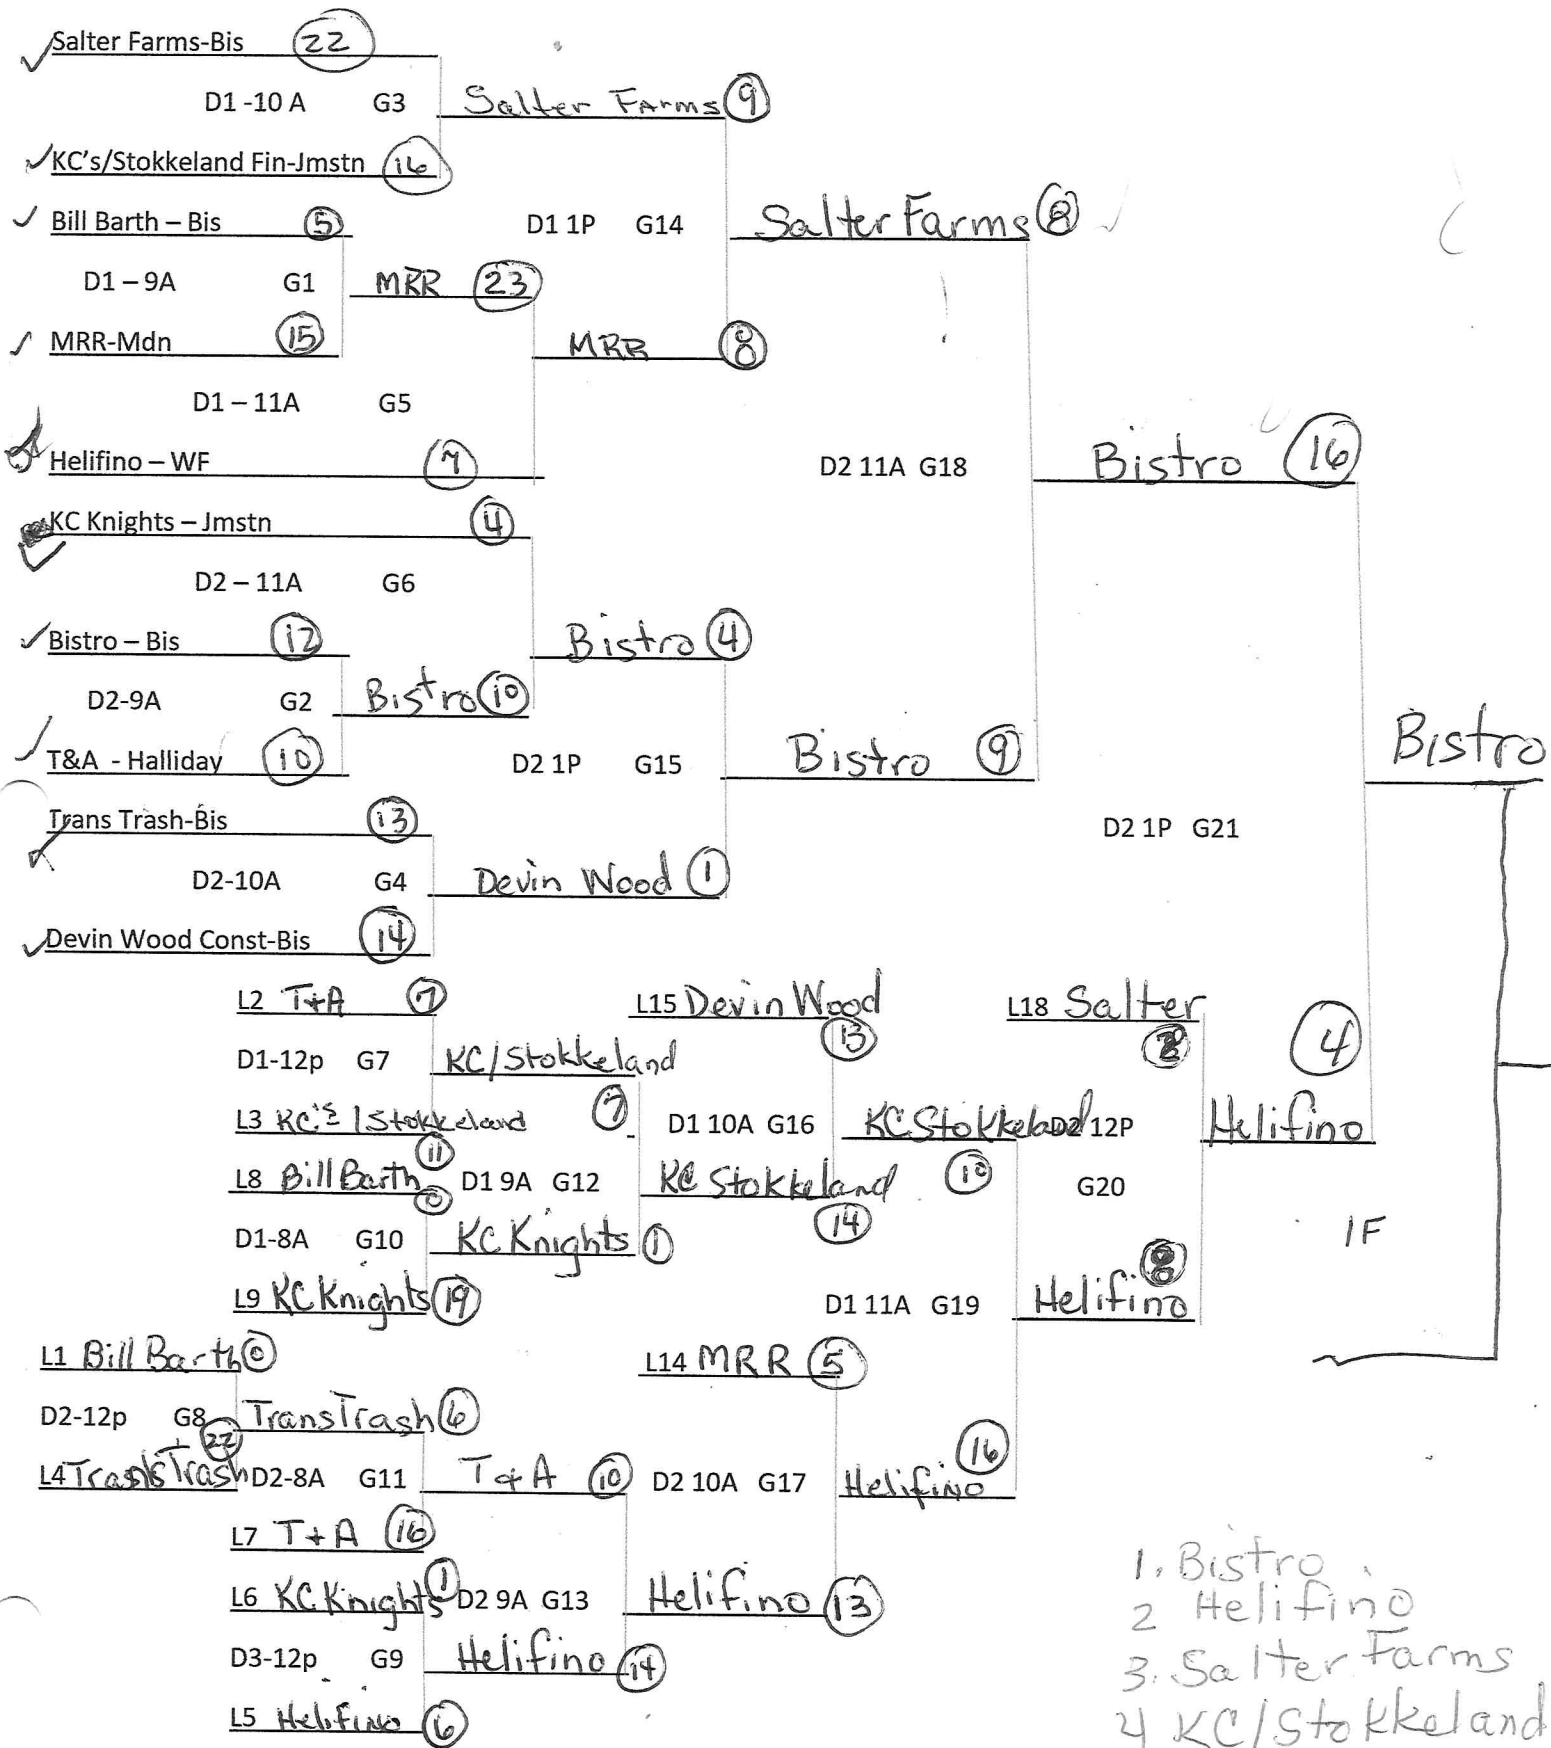 Salter Farms-Bis 22
D1 -10 A G3 Salter Farms 9
KC's/Stokkeland Fin-Jmstn 16
Bill Barth – Bis 5 D1 1P G14 Salter Farms 8
D1 – 9A G1 MRR 23
MRR-Mdn 15 MRR 8
D1 – 11A G5
Helifino – WF 7 D2 11A G18 Bistro 16
KC Knights – Jmstn 4
D2 – 11A G6
Bistro – Bis 12 Bistro 4
D2-9A G2 Bistro 10
T&A - Halliday 10 D2 1P G15 Bistro 9 Bistro
Trans Trash-Bis 13 D2 1P G21
D2-10A G4 Devin Wood 1
Devin Wood Const-Bis 14
L2 T+A 7 L15 Devin Wood 13 L18 Salter
D1-12p G7 KC/Stokkeland 7 4
L3 KC's/Stokkeland 11 D1 10A G16 KC Stokkeland 10 D2 12P Helifino
L8 Bill Barth 0 D1 9A G12 KC Stokkeland 14 G20
D1-8A G10 KC Knights 1 1F
L9 KC Knights 19 D1 11A G19 Helifino 8
L1 Bill Barth 0 L14 MRR 5
D2-12p G8 Trans Trash 6
L4 Trans Trash 22 D2-8A G11 T&A 10 D2 10A G17 Helifino 16
L7 T+A 16
L6 KC Knights 1 D2 9A G13 Helifino 13
D3-12p G9 Helifino 14
L5 Helifino 6
1. Bistro
2 Helifino
3. Salter Farms
4 KC/Stokkeland